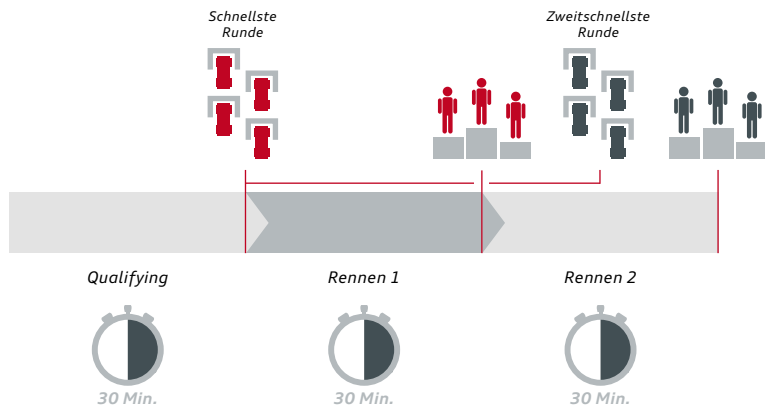 Schnellste
Runde
Zweitschnellste
Runde
Qualifying
Rennen 1
Rennen 2
30 Min.
30 Min.
30 Min.